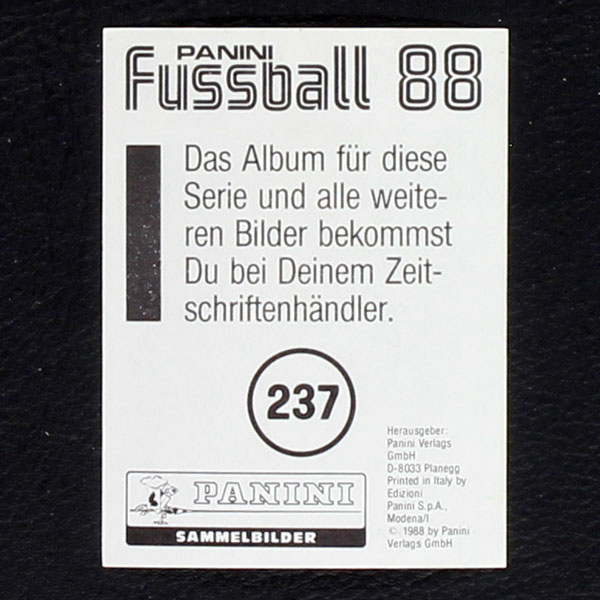 PANINI
Fussball 88
Das Album für diese
Serie und alle weite-
ren Bilder bekommst
Du bei Deinem Zeit-
schriftenhändler.
237
Herausgeber:
Panini Verlags
GmbH
D-8033 Planegg
Printed in Italy by
Edizioni
Panini S.p.A.,
Modena/I
© 1988 by Panini
Verlags GmbH
PANINI
SAMMELBILDER